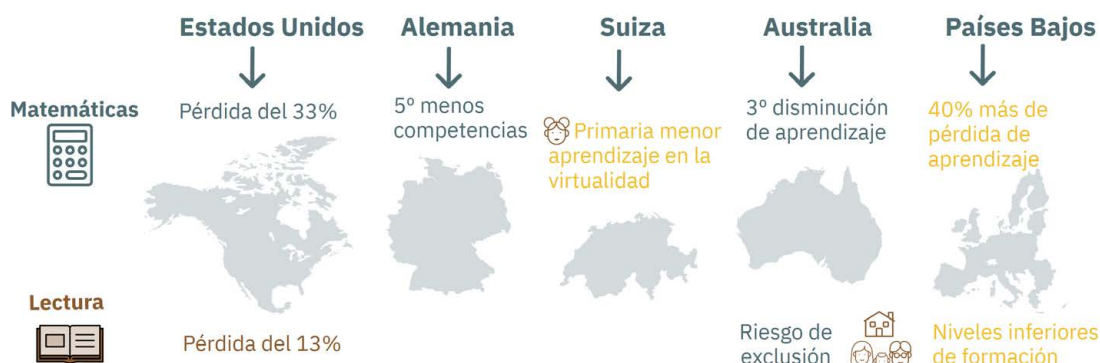 Estados Unidos
Alemania
Suiza
Australia
Países Bajos
Matemáticas
Pérdida del 33%
5º menos
competencias
Primaria menor
aprendizaje en la
virtualidad
3º disminución
de aprendizaje
40% más de
pérdida de
aprendizaje
Lectura
Pérdida del 13%
Riesgo de
exclusión
Niveles inferiores
de formación